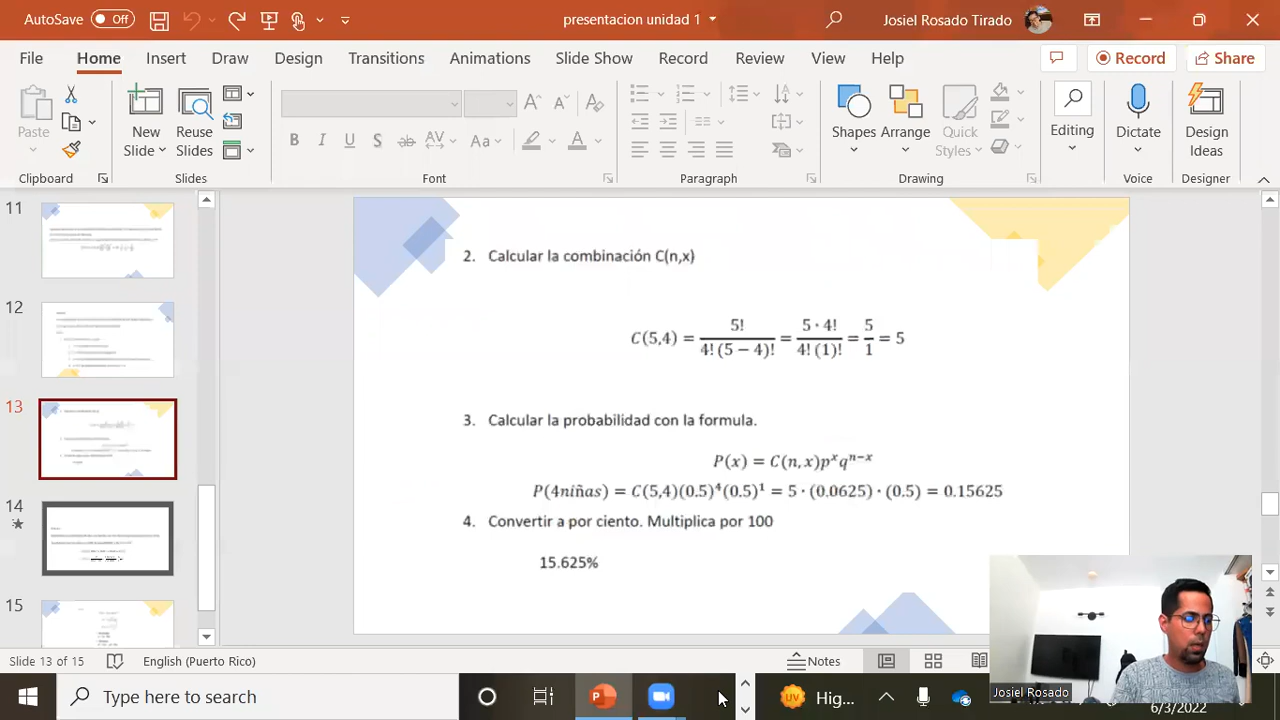 AutoSave Off presentacion unidad 1 Josiel Rosado Tirado
File Home Insert Draw Design Transitions Animations Slide Show Record Review View Help Record Share
Paste New Slide Reuse Slides Shapes Arrange Quick Styles Editing Dictate Design Ideas
Clipboard Slides Font Paragraph Drawing Voice Designer
11
12
13
14
15
2. Calcular la combinación C(n,x)
C(5,4) = 5!/4!(5 − 4)! = 5 · 4!/4!(1)! = 5/1 = 5
3. Calcular la probabilidad con la formula.
P(x) = C(n, x)pˣqⁿ⁻ˣ
P(4niñas) = C(5,4)(0.5)⁴(0.5)¹ = 5 · (0.0625) · (0.5) = 0.15625
4. Convertir a por ciento. Multiplica por 100
15.625%
Josiel Rosado
Slide 13 of 15 English (Puerto Rico) Notes
Type here to search UV Hig... 6/3/2022